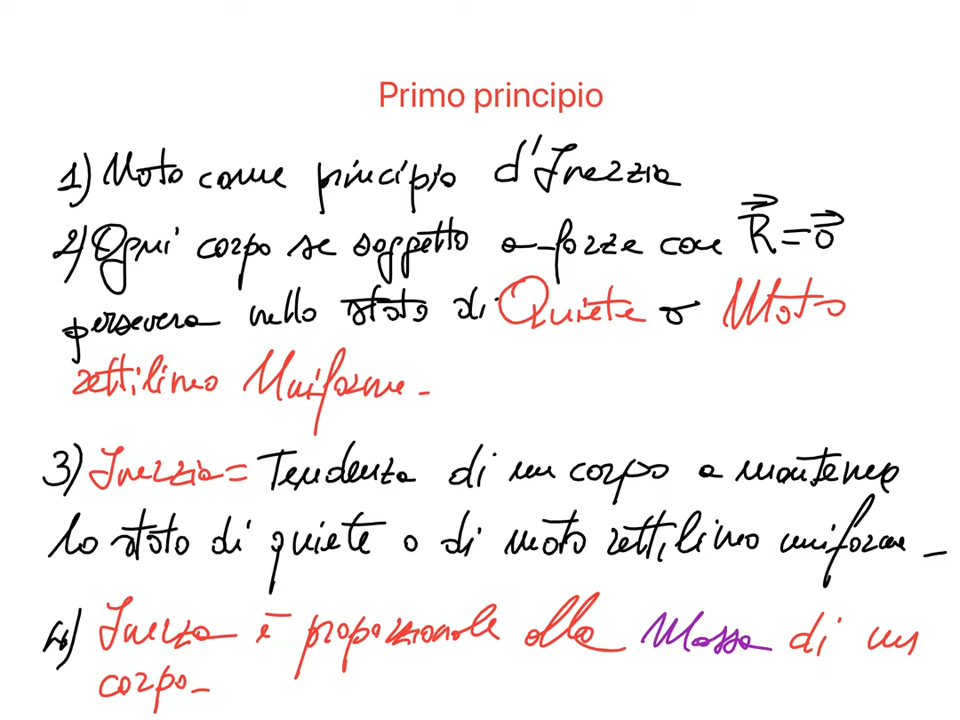 Primo principio
1) Moto come principio d'Inezzia
2) Ogni corpo se soggetto a forze con R⃗=0⃗
persevera nello stato di Quiete o Moto
rettilineo Uniforme.
3) Inerzia= Tendenza di un corpo a mantenere
lo stato di quiete o di moto rettilineo uniforme.
4) Inerzia è proporzionale alla Massa di un
corpo.